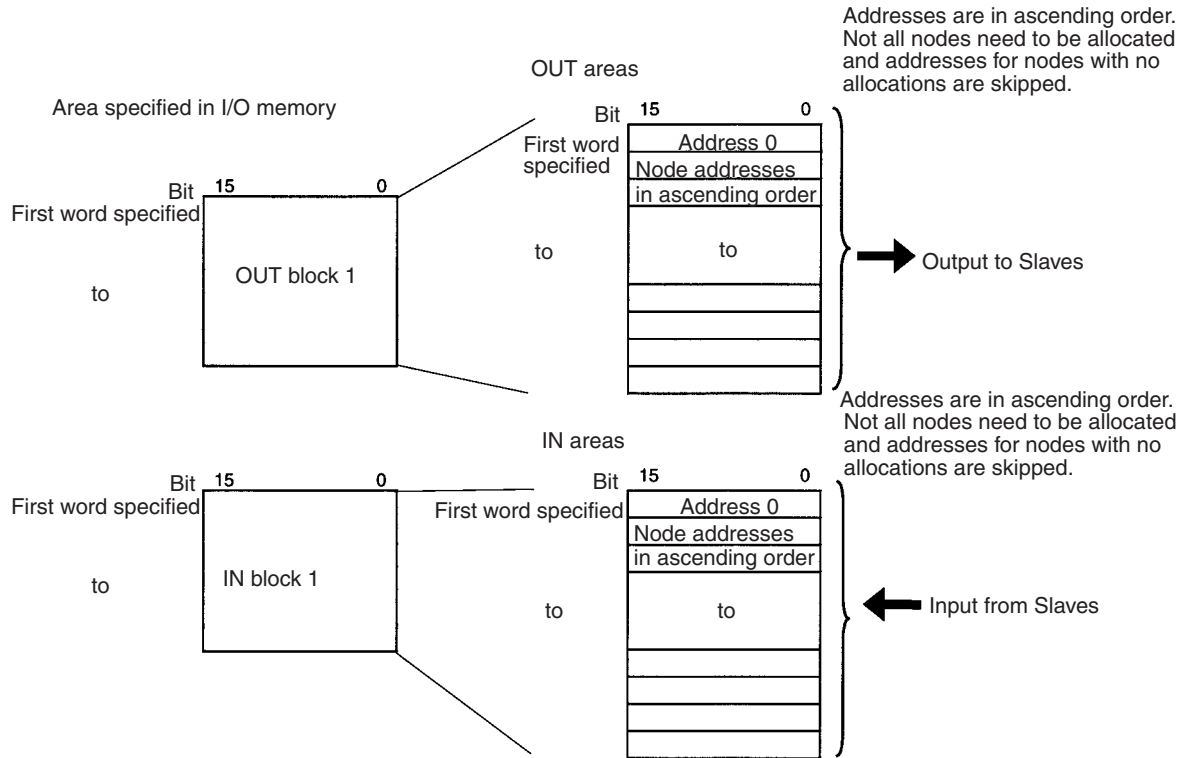 Addresses are in ascending order.
Not all nodes need to be allocated
and addresses for nodes with no
allocations are skipped.
OUT areas
Area specified in I/O memory
Bit 15 0
First word specified
Address 0
Node addresses
in ascending order
Bit 15 0
First word specified
to
to
OUT block 1
to
Output to Slaves
Addresses are in ascending order.
Not all nodes need to be allocated
and addresses for nodes with no
allocations are skipped.
IN areas
Bit 15 0
First word specified
Bit 15 0
First word specified
Address 0
Node addresses
in ascending order
IN block 1
to
to
to
Input from Slaves